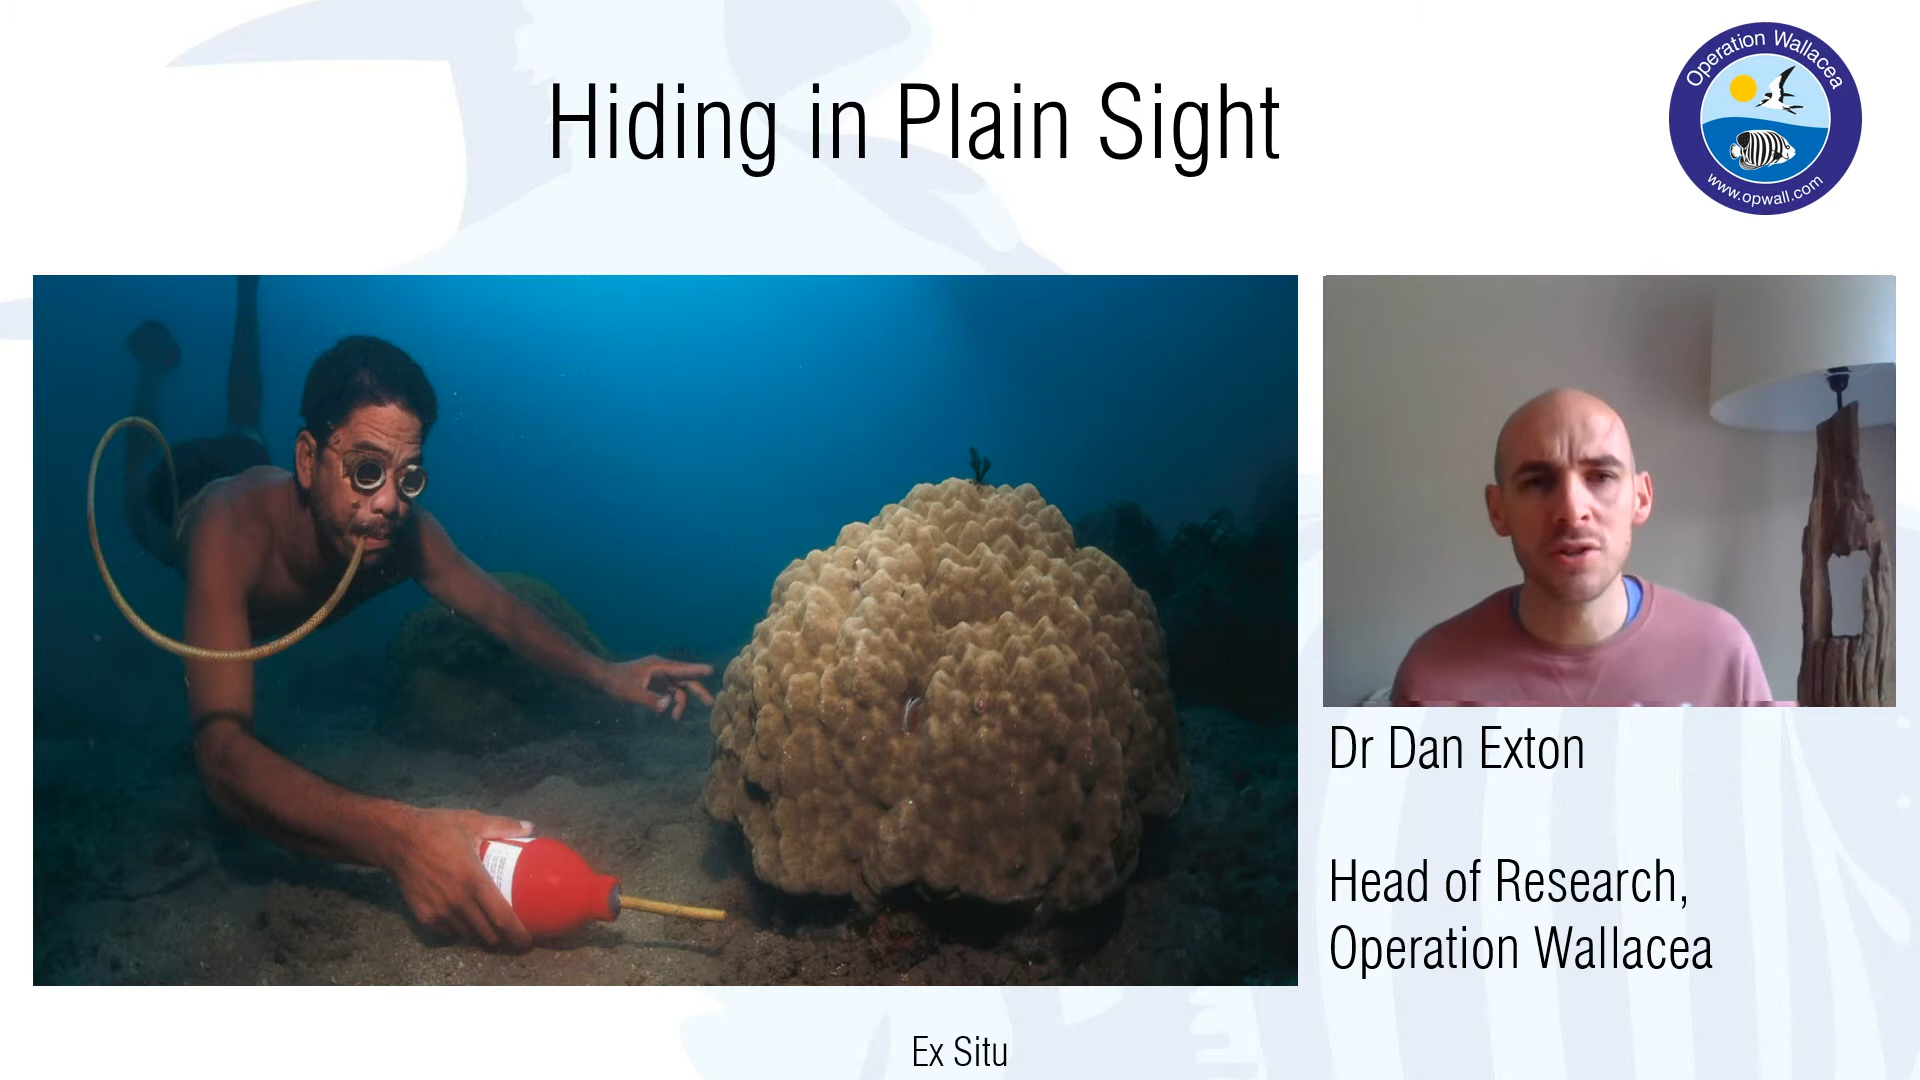 Hiding in Plain Sight
Operation Wallacea
www.opwall.com
Dr Dan Exton
Head of Research,
Operation Wallacea
Ex Situ